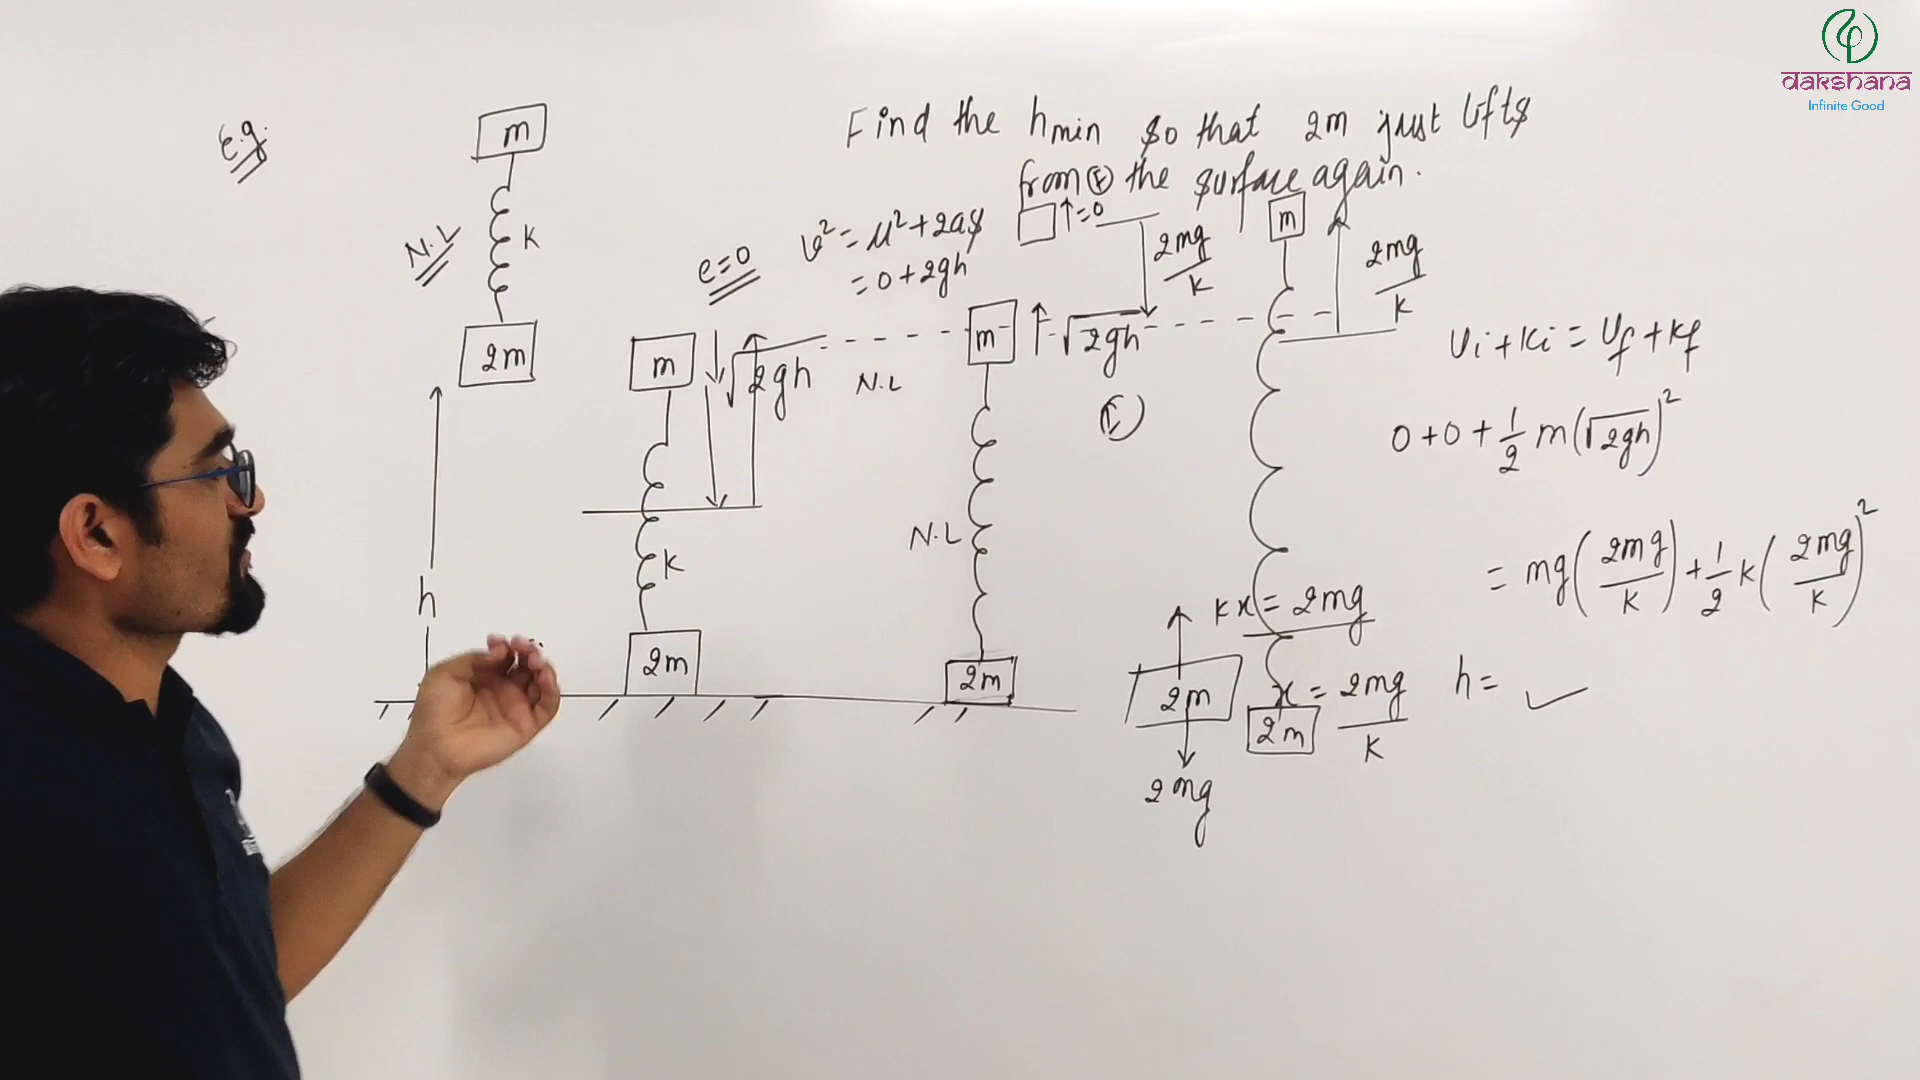 e.g.
Find the hmin so that 2m just lifts
from the surface again.
m
N.L
K
2m
h
e=0
v² = u² + 2as
= 0 + 2gh
m
√2gh
K
2m
N.L
m
√2gh
N.L
2m
↑=0
2mg/K
m
2mg/K
Kx = 2mg
2m
2mg
x = 2mg/K
2m
Ui + Ki = Uf + Kf
0 + 0 + 1/2 m(√2gh)²
= mg(2mg/K) + 1/2 K(2mg/K)²
h = ✓
dakshana
Infinite Good